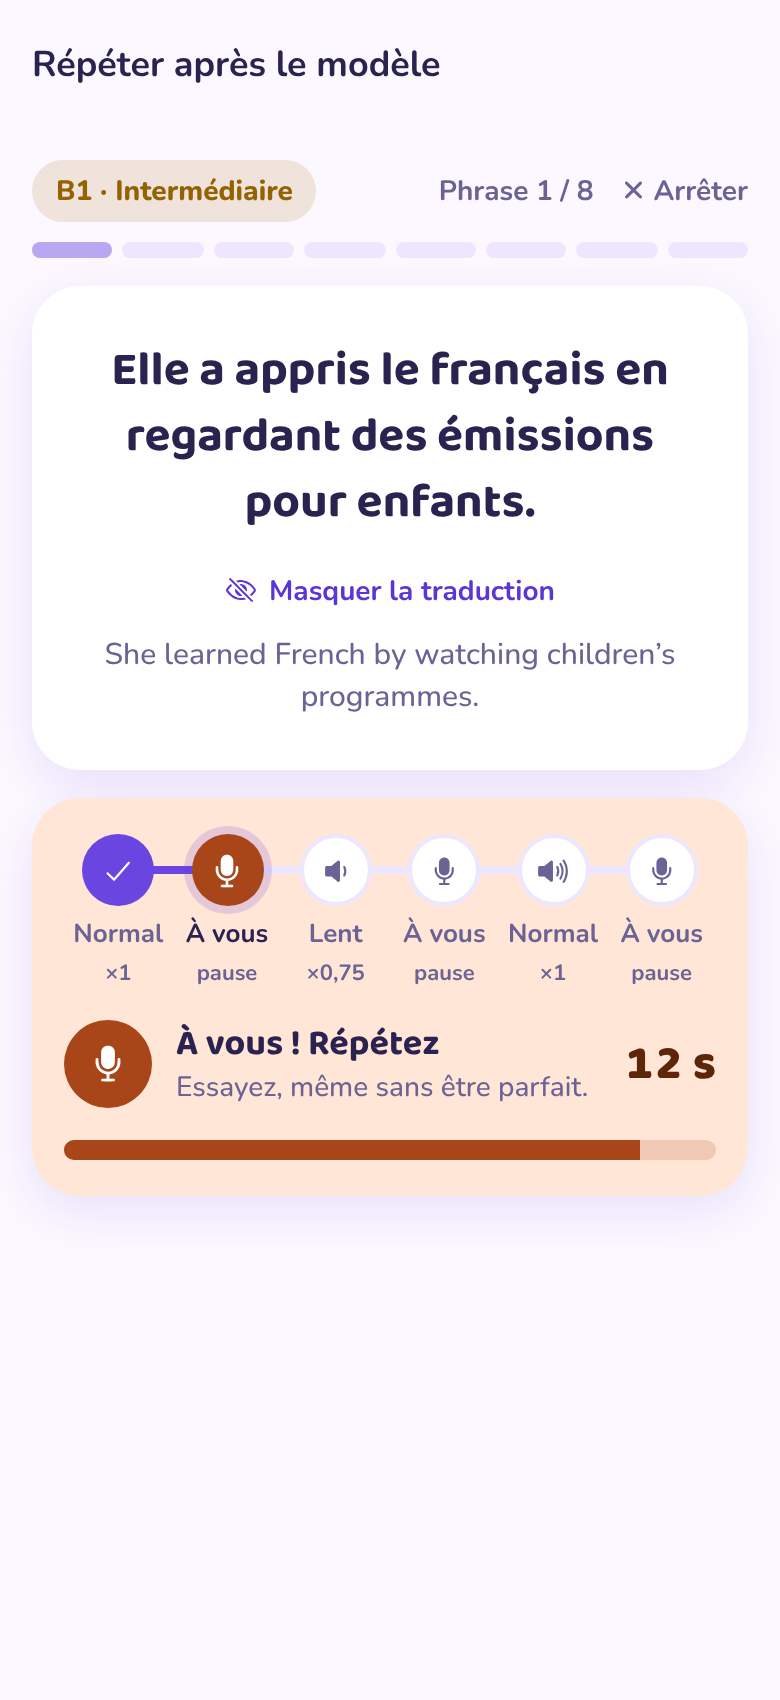 Répéter après le modèle
B1 · Intermédiaire
Phrase 1 / 8
✕ Arrêter
Elle a appris le français en
regardant des émissions
pour enfants.
Masquer la traduction
She learned French by watching children’s
programmes.
Normal À vous Lent À vous Normal À vous
×1 pause ×0,75 pause ×1 pause
À vous ! Répétez
Essayez, même sans être parfait.
12 s